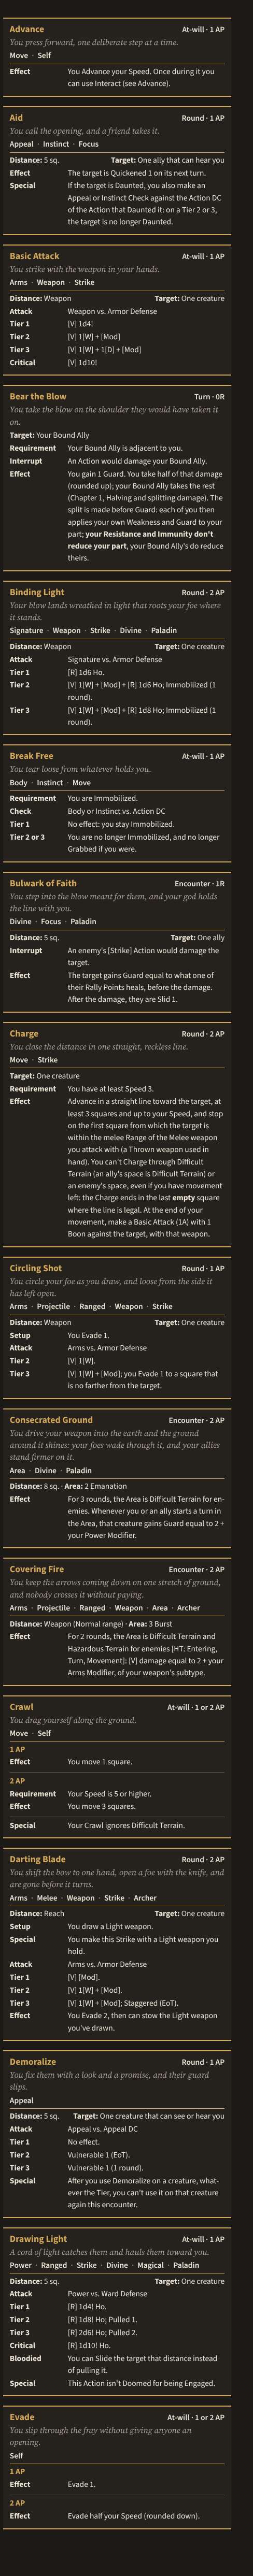 Advance At-will · 1 AP
You press forward, one deliberate step at a time.
Move · Self
Effect You Advance your Speed. Once during it you
can use Interact (see Advance).
Aid Round · 1 AP
You call the opening, and a friend takes it.
Appeal · Instinct · Focus
Distance: 5 sq. Target: One ally that can hear you
Effect The target is Quickened 1 on its next turn.
Special If the target is Daunted, you also make an
Appeal or Instinct Check against the Action DC
of the Action that Daunted it: on a Tier 2 or 3,
the target is no longer Daunted.
Basic Attack At-will · 1 AP
You strike with the weapon in your hands.
Arms · Weapon · Strike
Distance: Weapon Target: One creature
Attack Weapon vs. Armor Defense
Tier 1 [V] 1d4!
Tier 2 [V] 1[W] + [Mod]
Tier 3 [V] 1[W] + 1[D] + [Mod]
Critical [V] 1d10!
Bear the Blow Turn · 0R
You take the blow on the shoulder they would have taken it
on.
Target: Your Bound Ally
Requirement Your Bound Ally is adjacent to you.
Interrupt An Action would damage your Bound Ally.
Effect You gain 1 Guard. You take half of that damage
(rounded up); your Bound Ally takes the rest
(Chapter 1, Halving and splitting damage). The
split is made before Guard: each of you then
applies your own Weakness and Guard to your
part; your Resistance and Immunity don't
reduce your part, your Bound Ally's do reduce
theirs.
Binding Light Round · 2 AP
Your blow lands wreathed in light that roots your foe where
it stands.
Signature · Weapon · Strike · Divine · Paladin
Distance: Weapon Target: One creature
Attack Signature vs. Armor Defense
Tier 1 [R] 1d6 Ho.
Tier 2 [V] 1[W] + [Mod] + [R] 1d6 Ho; Immobilized (1
round).
Tier 3 [V] 1[W] + [Mod] + [R] 1d8 Ho; Immobilized (1
round).
Break Free At-will · 1 AP
You tear loose from whatever holds you.
Body · Instinct · Move
Requirement You are Immobilized.
Check Body or Instinct vs. Action DC
Tier 1 No effect: you stay Immobilized.
Tier 2 or 3 You are no longer Immobilized, and no longer
Grabbed if you were.
Bulwark of Faith Encounter · 1R
You step into the blow meant for them, and your god holds
the line with you.
Divine · Focus · Paladin
Distance: 5 sq. Target: One ally
Interrupt An enemy's [Strike] Action would damage the
target.
Effect The target gains Guard equal to what one of
their Rally Points heals, before the damage.
After the damage, they are Slid 1.
Charge Round · 2 AP
You close the distance in one straight, reckless line.
Move · Strike
Target: One creature
Requirement You have at least Speed 3.
Effect Advance in a straight line toward the target, at
least 3 squares and up to your Speed, and stop
on the first square from which the target is
within the melee Range of the Melee weapon
you attack with (a Thrown weapon used in
hand). You can't Charge through Difficult
Terrain (an ally's space is Difficult Terrain) or
an enemy's space, even if you have movement
left: the Charge ends in the last empty square
where the line is legal. At the end of your
movement, make a Basic Attack (1A) with 1
Boon against the target, with that weapon.
Circling Shot Round · 1 AP
You circle your foe as you draw, and loose from the side it
has left open.
Arms · Projectile · Ranged · Weapon · Strike
Distance: Weapon Target: One creature
Setup You Evade 1.
Attack Arms vs. Armor Defense
Tier 2 [V] 1[W].
Tier 3 [V] 1[W] + [Mod]; you Evade 1 to a square that
is no farther from the target.
Consecrated Ground Encounter · 2 AP
You drive your weapon into the earth and the ground
around it shines: your foes wade through it, and your allies
stand firmer on it.
Area · Divine · Paladin
Distance: 8 sq. · Area: 2 Emanation
Effect For 3 rounds, the Area is Difficult Terrain for en-
emies. Whenever you or an ally starts a turn in
the Area, that creature gains Guard equal to 2 +
your Power Modifier.
Covering Fire Encounter · 2 AP
You keep the arrows coming down on one stretch of ground,
and nobody crosses it without paying.
Arms · Projectile · Ranged · Weapon · Area · Archer
Distance: Weapon (Normal range) · Area: 3 Burst
Effect For 2 rounds, the Area is Difficult Terrain and
Hazardous Terrain for enemies [HT: Entering,
Turn, Movement]: [V] damage equal to 2 + your
Arms Modifier, of your weapon's subtype.
Crawl At-will · 1 or 2 AP
You drag yourself along the ground.
Move · Self
1 AP
Effect You move 1 square.
2 AP
Requirement Your Speed is 5 or higher.
Effect You move 3 squares.
Special Your Crawl ignores Difficult Terrain.
Darting Blade Round · 2 AP
You shift the bow to one hand, open a foe with the knife, and
are gone before it turns.
Arms · Melee · Weapon · Strike · Archer
Distance: Reach Target: One creature
Setup You draw a Light weapon.
Special You make this Strike with a Light weapon you
hold.
Attack Arms vs. Armor Defense
Tier 1 [V] [Mod].
Tier 2 [V] 1[W] + [Mod].
Tier 3 [V] 1[W] + [Mod]; Staggered (EoT).
Effect You Evade 2, then can stow the Light weapon
you've drawn.
Demoralize Round · 1 AP
You fix them with a look and a promise, and their guard
slips.
Appeal
Distance: 5 sq. Target: One creature that can see or hear you
Attack Appeal vs. Appeal DC
Tier 1 No effect.
Tier 2 Vulnerable 1 (EoT).
Tier 3 Vulnerable 1 (1 round).
Special After you use Demoralize on a creature, what-
ever the Tier, you can't use it on that creature
again this encounter.
Drawing Light At-will · 1 AP
A cord of light catches them and hauls them toward you.
Power · Ranged · Strike · Divine · Magical · Paladin
Distance: 5 sq. Target: One creature
Attack Power vs. Ward Defense
Tier 1 [R] 1d4! Ho.
Tier 2 [R] 1d8! Ho; Pulled 1.
Tier 3 [R] 2d6! Ho; Pulled 2.
Critical [R] 1d10! Ho.
Bloodied You can Slide the target that distance instead
of pulling it.
Special This Action isn't Doomed for being Engaged.
Evade At-will · 1 or 2 AP
You slip through the fray without giving anyone an
opening.
Self
1 AP
Effect Evade 1.
2 AP
Effect Evade half your Speed (rounded down).